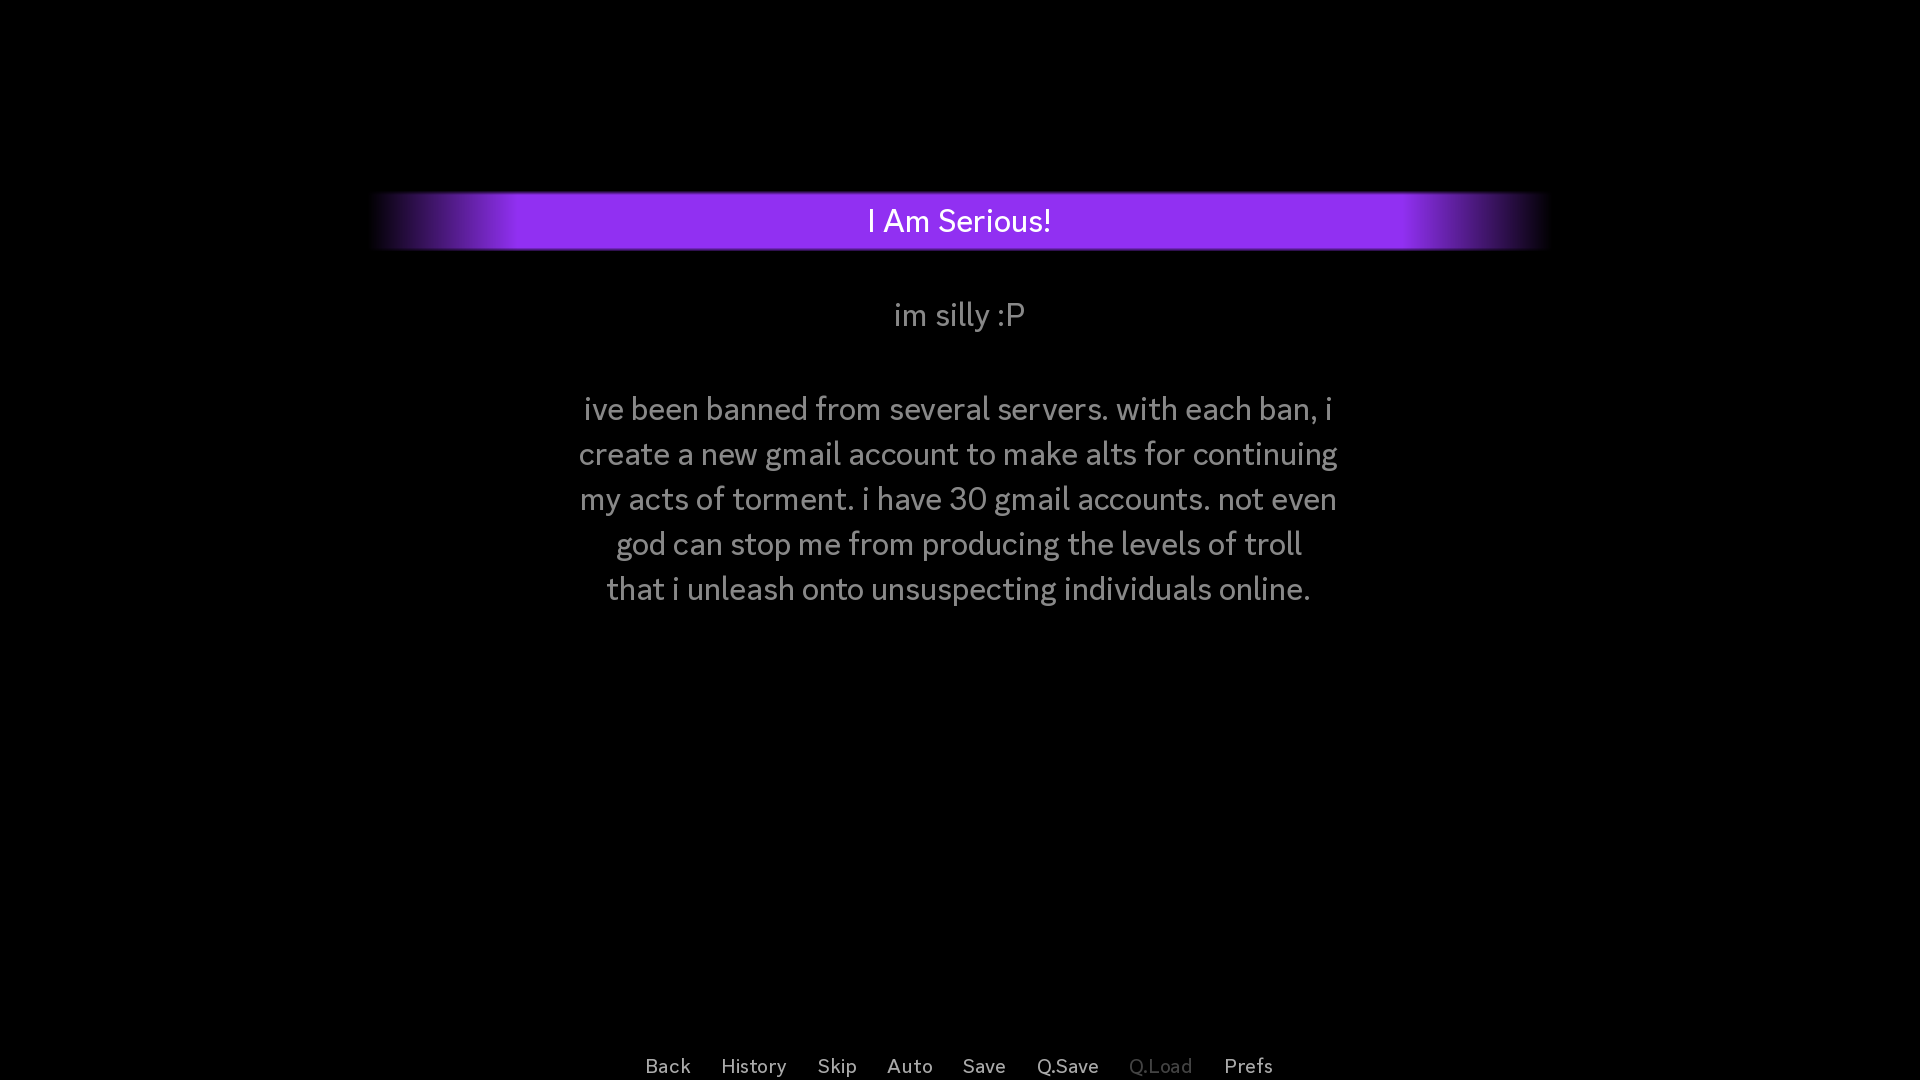 I Am Serious!
im silly :P
ive been banned from several servers. with each ban, i
create a new gmail account to make alts for continuing
my acts of torment. i have 30 gmail accounts. not even
god can stop me from producing the levels of troll
that i unleash onto unsuspecting individuals online.
Back History Skip Auto Save Q.Save Q.Load Prefs